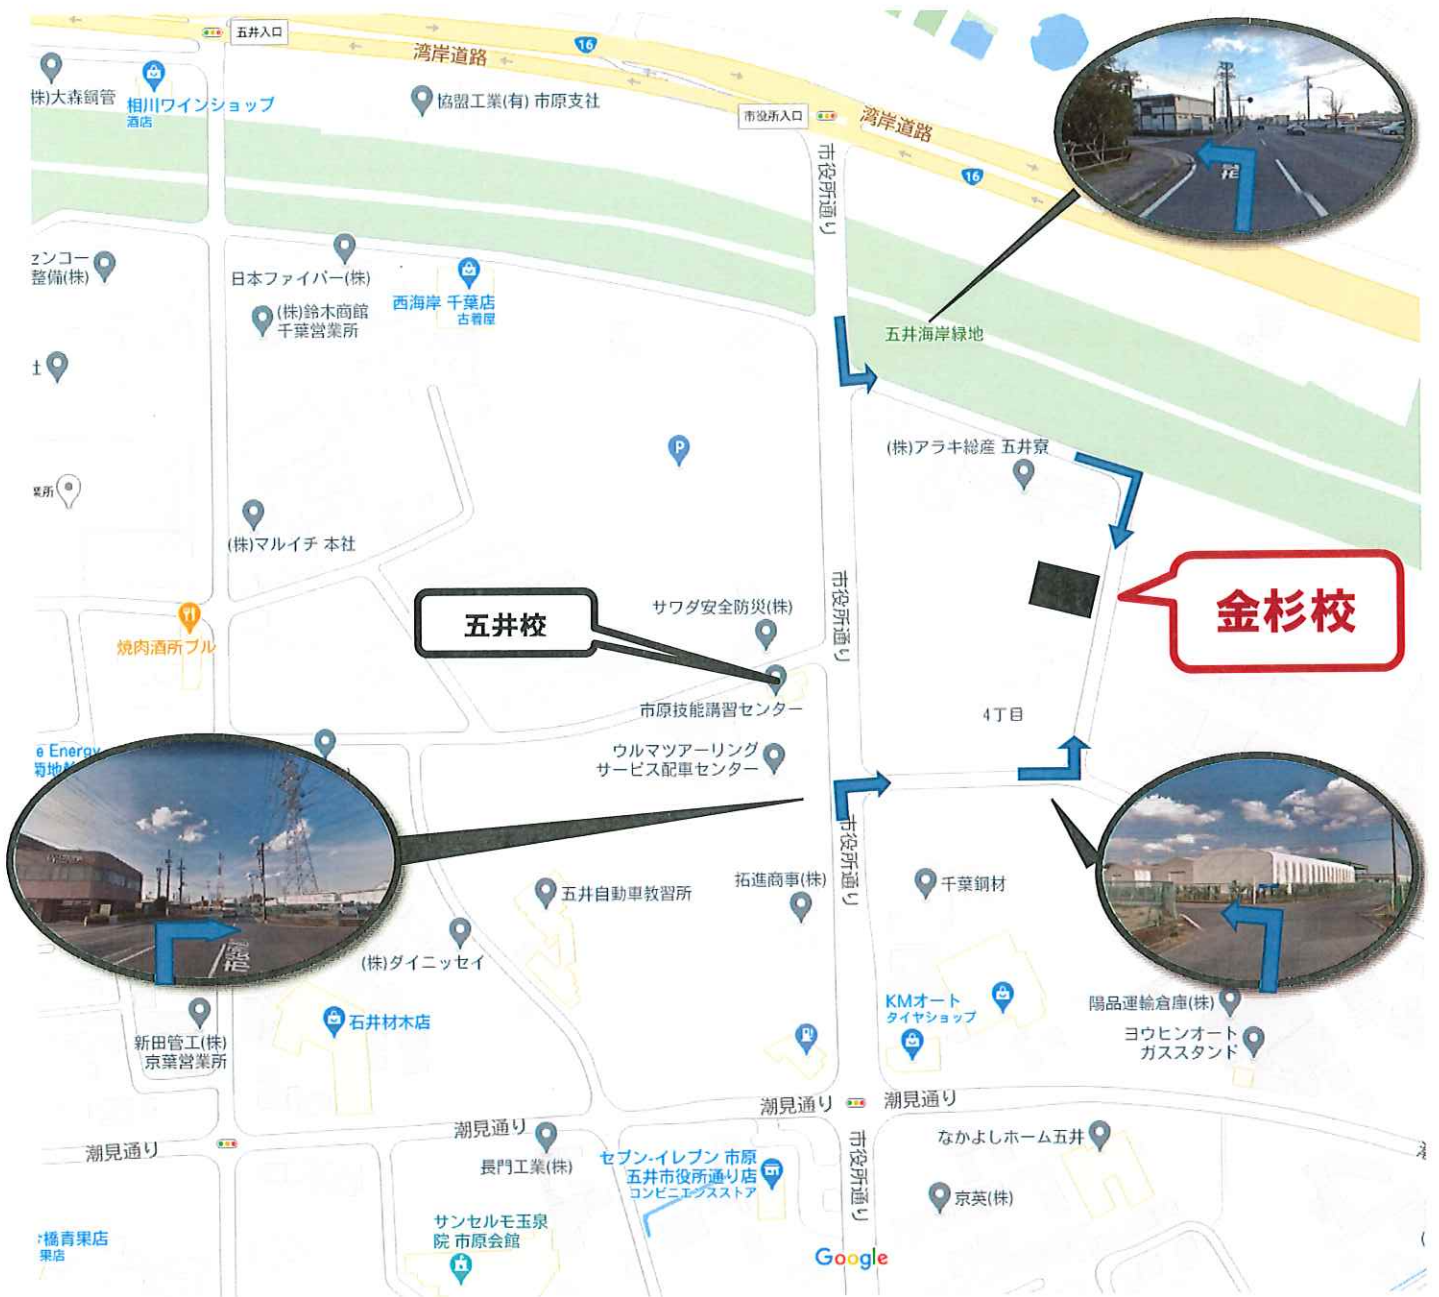 五井入口
16
湾岸道路
株)大森鋼管
相川ワインショップ
酒店
協盟工業(有) 市原支社
市役所入口
湾岸道路
16
市役所通り
センコー
整備(株)
日本ファイバー(株)
(株)鈴木商館
千葉営業所
西海岸 千葉店
古着屋
五井海岸緑地
P
(株)アラキ総産 五井寮
業所
(株)マルイチ 本社
五井校
サワダ安全防災(株)
市役所通り
金杉校
焼肉酒所ブル
市原技能講習センター
4丁目
ウルマツアーリング
サービス配車センター
e Energy
市役所通り
五井自動車教習所
拓進商事(株)
千葉鋼材
(株)ダイニッセイ
新田管工(株)
京葉営業所
石井材木店
KMオート
タイヤショップ
陽品運輸倉庫(株)
ヨウヒンオート
ガススタンド
潮見通り
潮見通り
潮見通り
潮見通り
長門工業(株)
セブン-イレブン 市原
五井市役所通り店
コンビニエンスストア
市役所通り
なかよしホーム五井
京英(株)
橋青果店
果店
サンセルモ玉泉
院 市原会館
Google